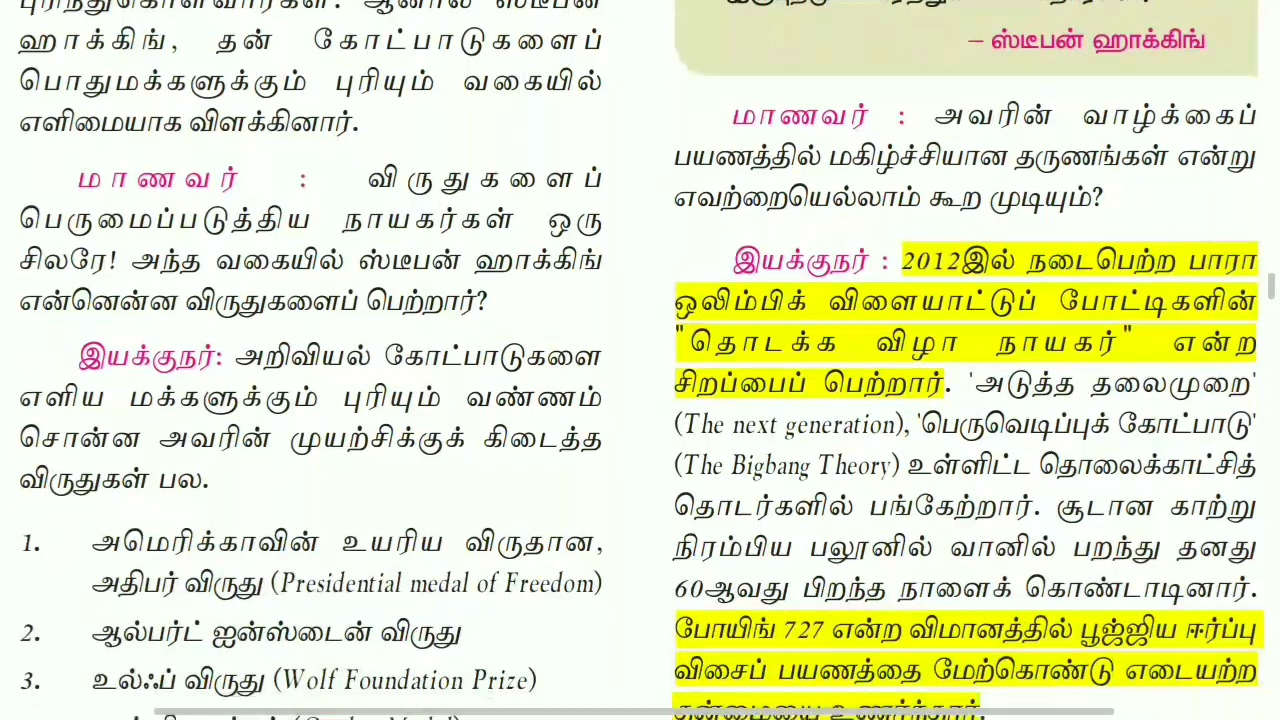 ஹாக்கிங், தன் கோட்பாடுகளைப்
பொதுமக்களுக்கும் புரியும் வகையில்
எளிமையாக விளக்கினார்.
மாணவர் : விருதுகளைப்
பெருமைப்படுத்திய நாயகர்கள் ஒரு
சிலரே! அந்த வகையில் ஸ்டீபன் ஹாக்கிங்
என்னென்ன விருதுகளைப் பெற்றார்?
இயக்குநர்: அறிவியல் கோட்பாடுகளை
எளிய மக்களுக்கும் புரியும் வண்ணம்
சொன்ன அவரின் முயற்சிக்குக் கிடைத்த
விருதுகள் பல.
1. அமெரிக்காவின் உயரிய விருதான,
அதிபர் விருது (Presidential medal of Freedom)
2. ஆல்பர்ட் ஐன்ஸ்டைன் விருது
3. உல்ஃப் விருது (Wolf Foundation Prize)
– ஸ்டீபன் ஹாக்கிங்
மாணவர் : அவரின் வாழ்க்கைப்
பயணத்தில் மகிழ்ச்சியான தருணங்கள் என்று
எவற்றையெல்லாம் கூற முடியும்?
இயக்குநர் : 2012இல் நடைபெற்ற பாரா
ஒலிம்பிக் விளையாட்டுப் போட்டிகளின்
"தொடக்க விழா நாயகர்" என்ற
சிறப்பைப் பெற்றார். 'அடுத்த தலைமுறை'
(The next generation), 'பெருவெடிப்புக் கோட்பாடு'
(The Bigbang Theory) உள்ளிட்ட தொலைக்காட்சித்
தொடர்களில் பங்கேற்றார். சூடான காற்று
நிரம்பிய பலூனில் வானில் பறந்து தனது
60ஆவது பிறந்த நாளைக் கொண்டாடினார்.
போயிங் 727 என்ற விமானத்தில் பூஜ்ஜிய ஈர்ப்பு
விசைப் பயணத்தை மேற்கொண்டு எடையற்ற